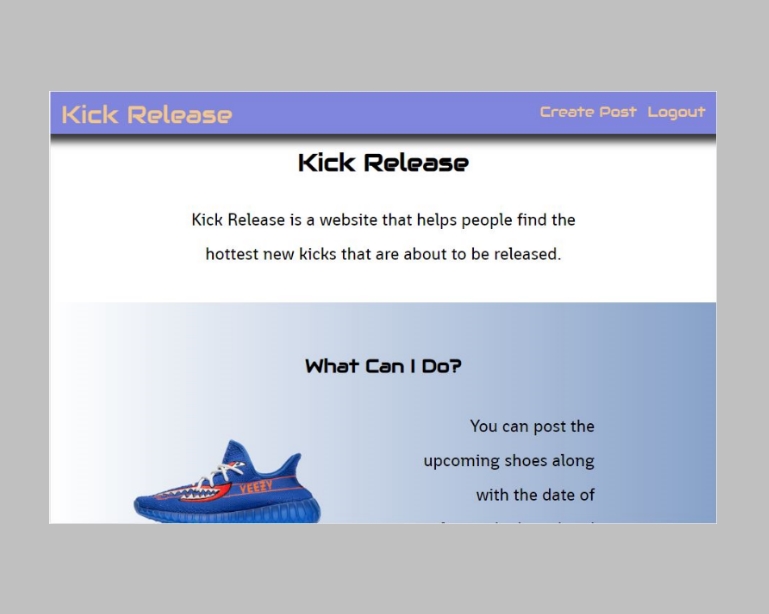 Kick Release
Create Post Logout
Kick Release
Kick Release is a website that helps people find the
hottest new kicks that are about to be released.
What Can I Do?
You can post the
upcoming shoes along
with the date of
YEEZY